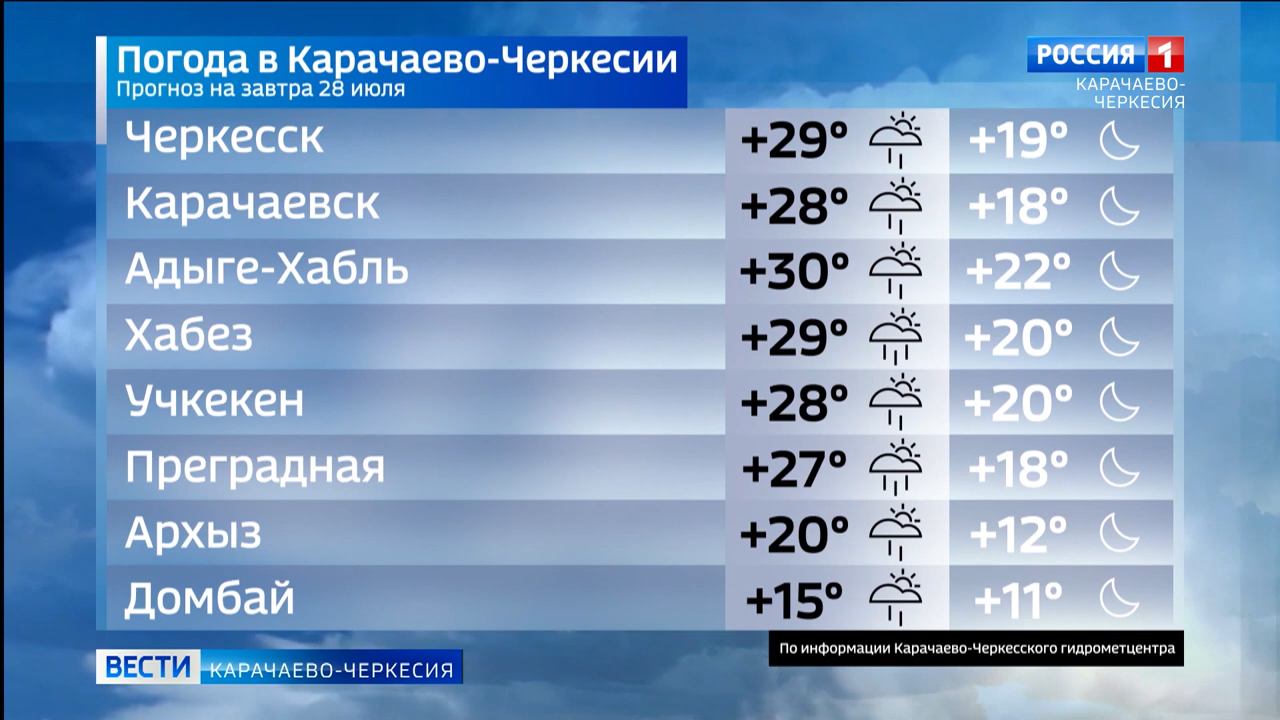 Погода в Карачаево-Черкесии
Прогноз на завтра 28 июля
РОССИЯ 1
КАРАЧАЕВО-
ЧЕРКЕСИЯ
Черкесск +29° +19°
Карачаевск +28° +18°
Адыге-Хабль +30° +22°
Хабез +29° +20°
Учкекен +28° +20°
Преградная +27° +18°
Архыз +20° +12°
Домбай +15° +11°
По информации Карачаево-Черкесского гидрометцентра
ВЕСТИ КАРАЧАЕВО-ЧЕРКЕСИЯ